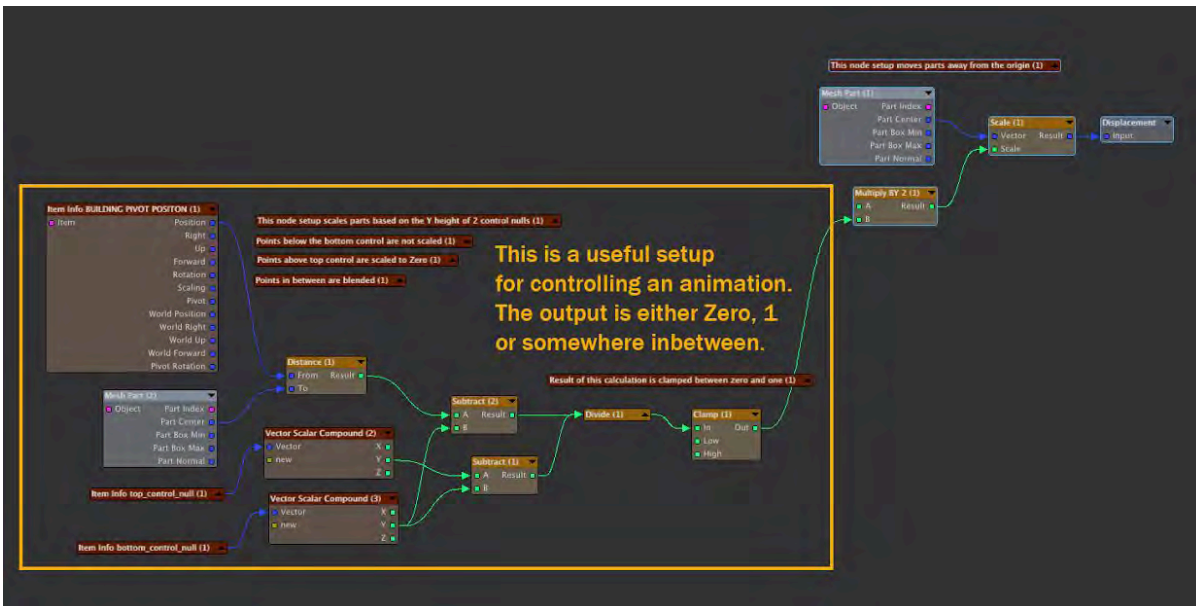 This node setup moves parts away from the origin (1)
Mesh Part (1)
Object
Part Index
Part Center
Part Box Min
Part Box Max
Part Normal
Scale (1)
Vector
Result
Scale
Displacement
Input
Multiply BY 2 (1)
A
Result
B
Item Info BUILDING PIVOT POSITON (1)
Item
Position
Right
Up
Forward
Rotation
Scaling
Pivot
World Position
World Right
World Up
World Forward
Pivot Rotation
This node setup scales parts based on the Y height of 2 control nulls (1)
Points below the bottom control are not scaled (1)
Points above top control are scaled to Zero (1)
Points in between are blended (1)
This is a useful setup
for controlling an animation.
The output is either Zero, 1
or somewhere inbetween.
Distance (1)
From
Result
To
Result of this calculation is clamped between zero and one (1)
Mesh Part (2)
Object
Part Index
Part Center
Part Box Min
Part Box Max
Part Normal
Subtract (2)
A
Result
B
Divide (1)
Clamp (1)
In
Out
Low
High
Vector Scalar Compound (2)
Vector
X
new
Y
Z
Subtract (1)
A
Result
B
Item Info top_control_null (1)
Vector Scalar Compound (3)
Vector
X
new
Y
Z
Item Info bottom_control_null (1)